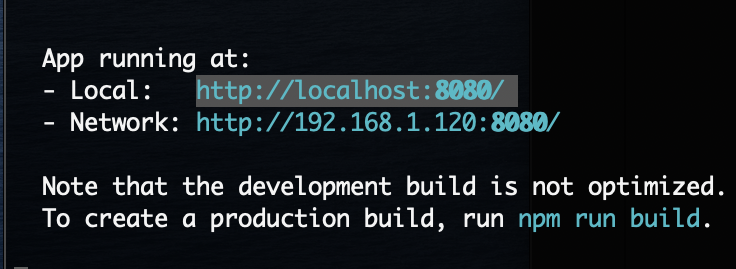 App running at:
- Local:   http://localhost:8080/
- Network: http://192.168.1.120:8080/
Note that the development build is not optimized.
To create a production build, run npm run build.